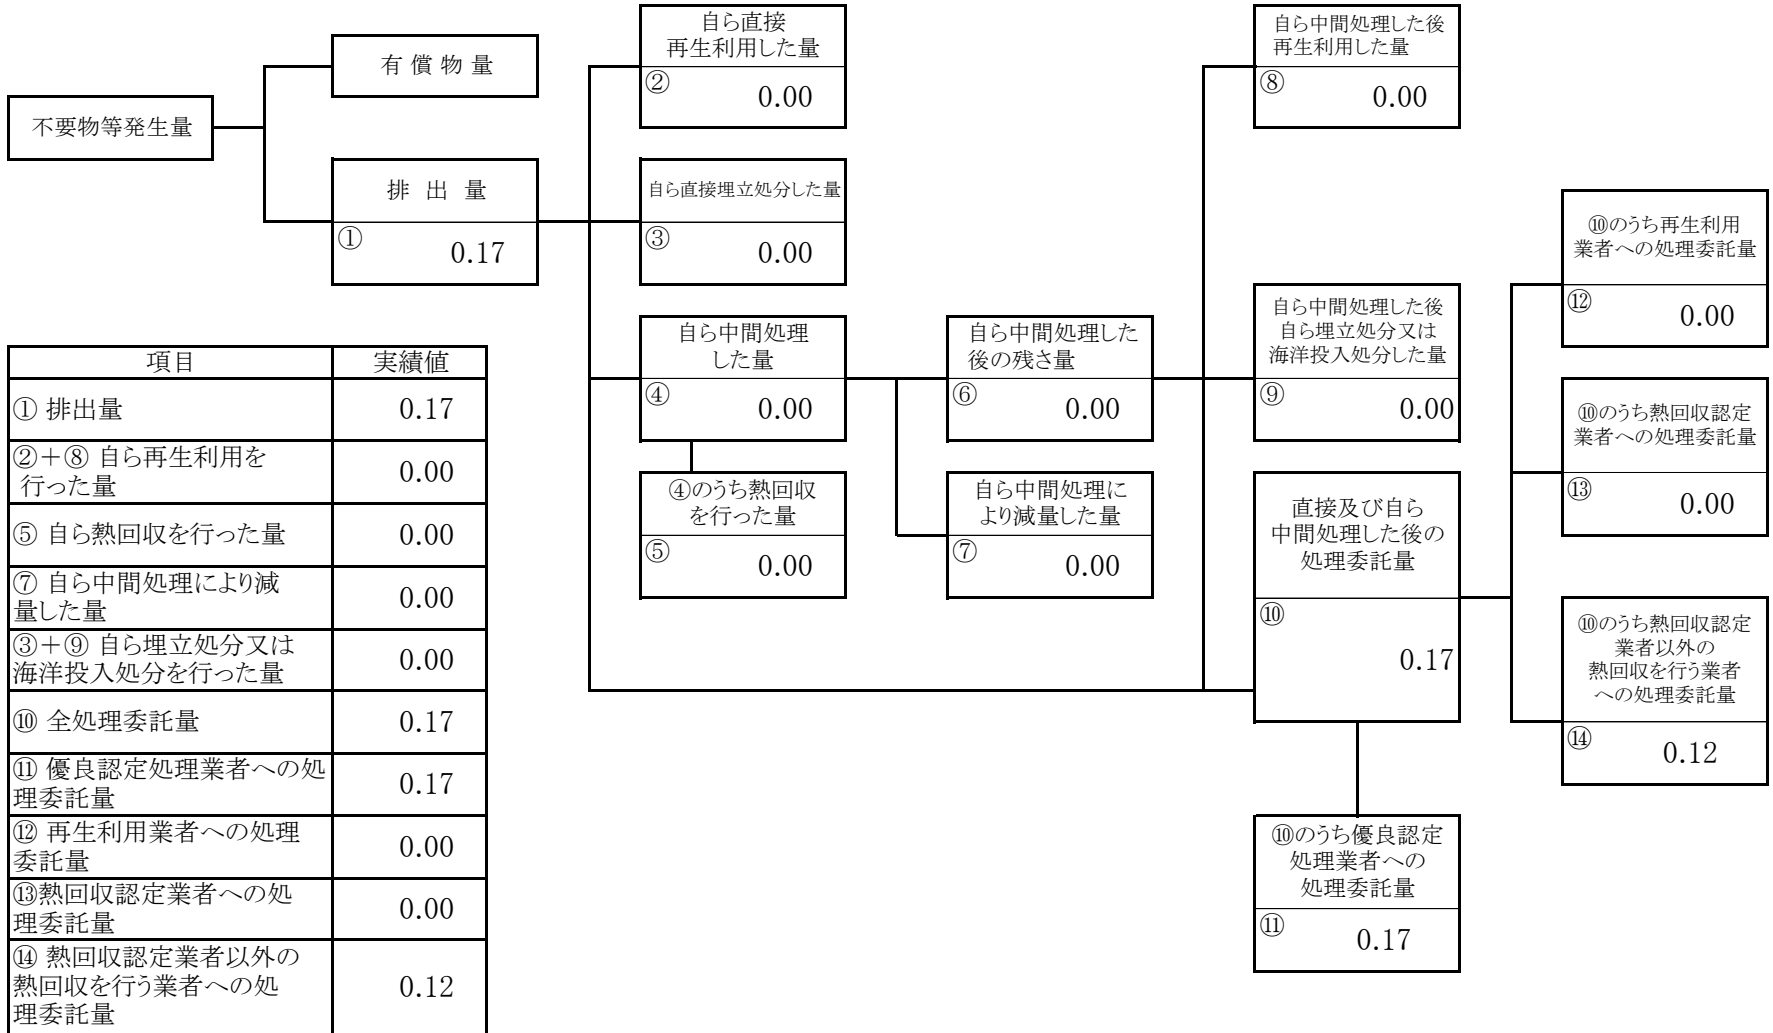 不要物等発生量
有 償 物 量
排 出 量
① 0.17
自ら直接
再生利用した量
② 0.00
自ら直接埋立処分した量
③ 0.00
自ら中間処理
した量
④ 0.00
④のうち熱回収
を行った量
⑤ 0.00
自ら中間処理した
後の残さ量
⑥ 0.00
自ら中間処理に
より減量した量
⑦ 0.00
自ら中間処理した後
再生利用した量
⑧ 0.00
自ら中間処理した後
自ら埋立処分又は
海洋投入処分した量
⑨ 0.00
直接及び自ら
中間処理した後の
処理委託量
⑩ 0.17
⑩のうち優良認定
処理業者への
処理委託量
⑪ 0.17
⑩のうち再生利用
業者への処理委託量
⑫ 0.00
⑩のうち熱回収認定
業者への処理委託量
⑬ 0.00
⑩のうち熱回収認定
業者以外の
熱回収を行う業者
への処理委託量
⑭ 0.12
項目 実績値
① 排出量 0.17
②＋⑧ 自ら再生利用を
行った量 0.00
⑤ 自ら熱回収を行った量 0.00
⑦ 自ら中間処理により減
量した量 0.00
③＋⑨ 自ら埋立処分又は
海洋投入処分を行った量 0.00
⑩ 全処理委託量 0.17
⑪ 優良認定処理業者への処
理委託量 0.17
⑫ 再生利用業者への処理
委託量 0.00
⑬熱回収認定業者への処
理委託量 0.00
⑭ 熱回収認定業者以外の
熱回収を行う業者への処
理委託量 0.12